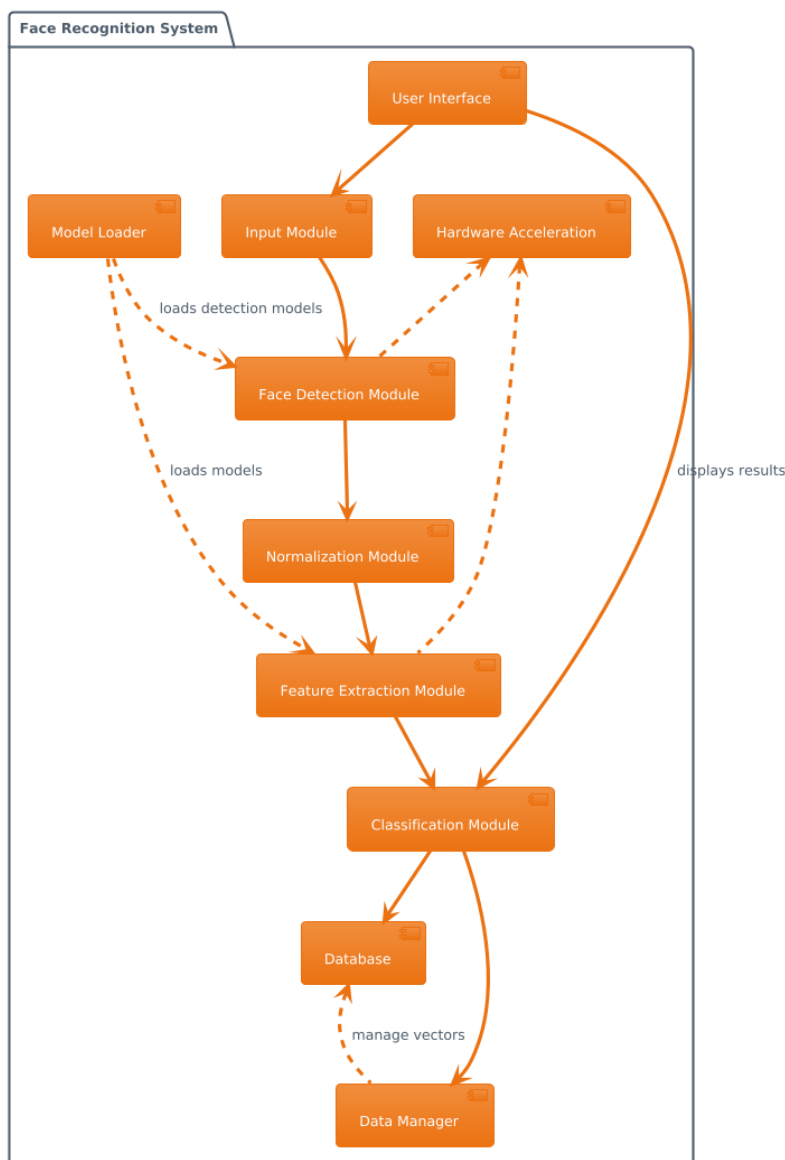 Face Recognition System
User Interface
Model Loader
Input Module
Hardware Acceleration
loads detection models
Face Detection Module
loads models
displays results
Normalization Module
Feature Extraction Module
Classification Module
Database
manage vectors
Data Manager